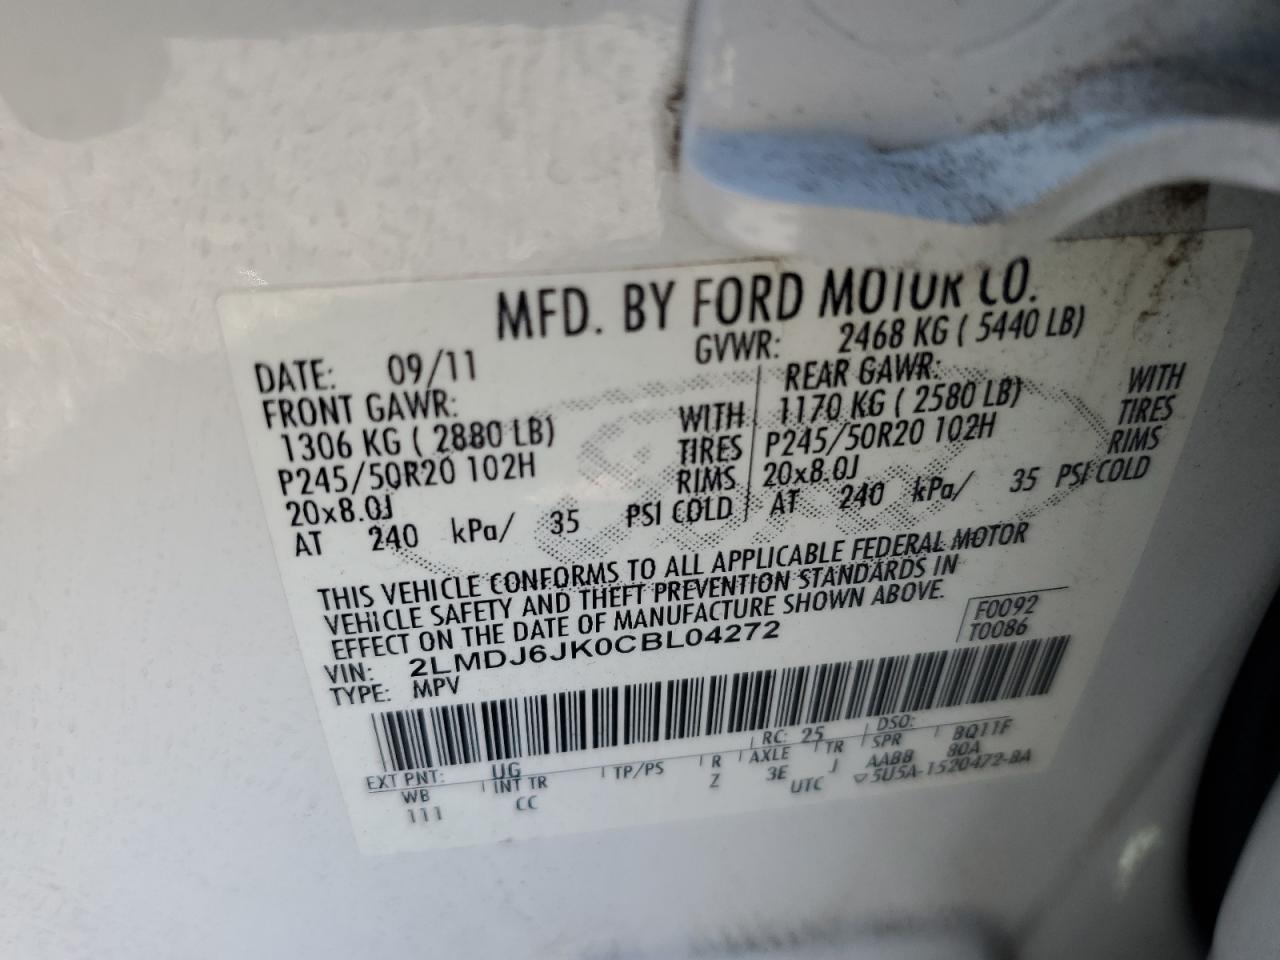 MFD. BY FORD MOTOR CO.
DATE: 09/11 GVWR: 2468 KG ( 5440 LB)
FRONT GAWR: REAR GAWR:
1306 KG ( 2880 LB) WITH 1170 KG ( 2580 LB) WITH
P245/50R20 102H TIRES P245/50R20 102H TIRES
20x8.0J RIMS 20x8.0J RIMS
AT 240 kPa/ 35 PSI COLD AT 240 kPa/ 35 PSI COLD
THIS VEHICLE CONFORMS TO ALL APPLICABLE FEDERAL MOTOR
VEHICLE SAFETY AND THEFT PREVENTION STANDARDS IN
EFFECT ON THE DATE OF MANUFACTURE SHOWN ABOVE.
F0092
VIN: 2LMDJ6JK0CBL04272 T0086
TYPE: MPV
RC: 25 DSO:
EXT PNT: UG TP/PS R AXLE TR SPR BQ11F
WB INT TR Z 3E J AABB 80A
111 CC UTC ▽5U5A-1520472-BA